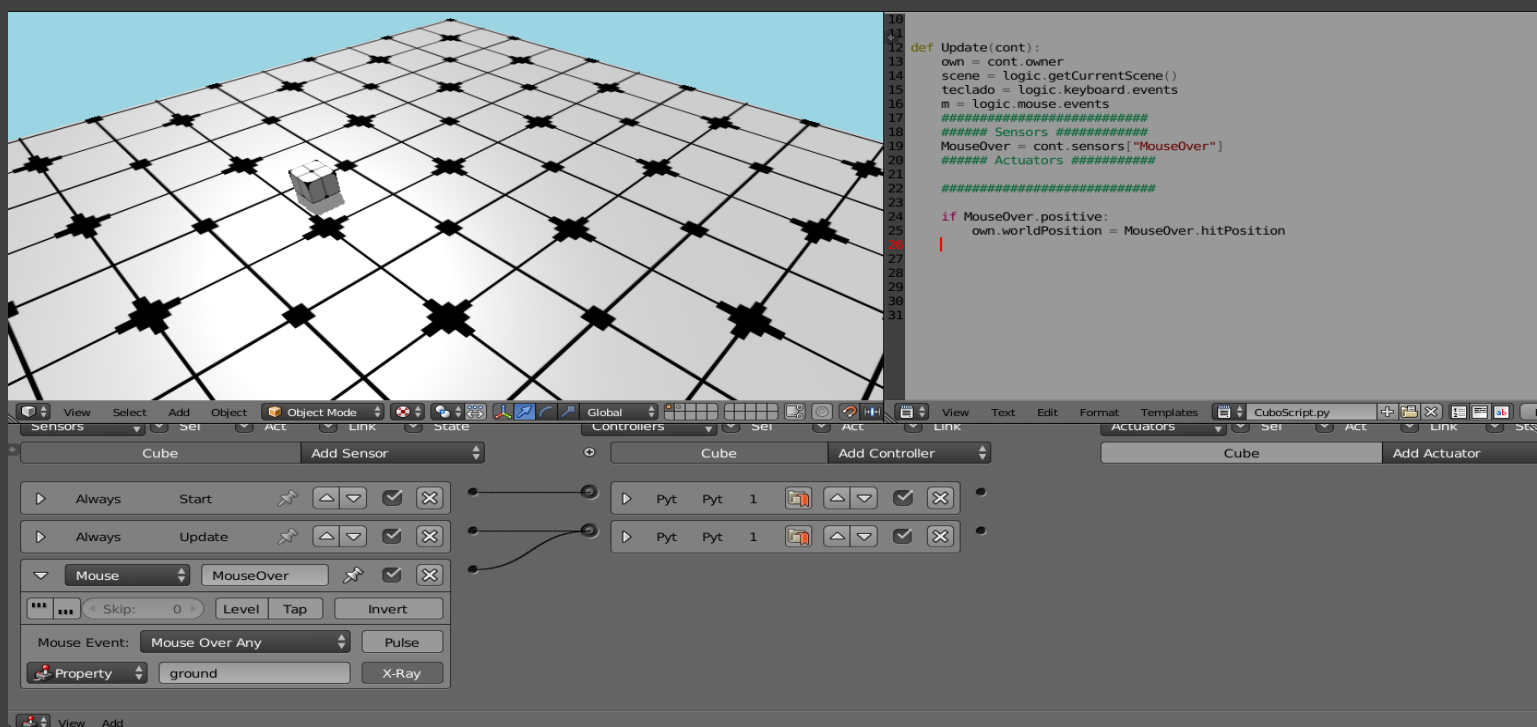 10
11
12 def Update(cont):
13 own = cont.owner
14 scene = logic.getCurrentScene()
15 teclado = logic.keyboard.events
16 m = logic.mouse.events
17 ###########################
18 ###### Sensors ############
19 MouseOver = cont.sensors["MouseOver"]
20 ###### Actuators ###########
21
22 ############################
23
24 if MouseOver.positive:
25 own.worldPosition = MouseOver.hitPosition
26
27
28
29
30
31
View Select Add Object Object Mode Global
View Text Edit Format Templates CuboScript.py
Sensors Sel Act Link State
Controllers Sel Act Link
Actuators Sel Act Link
Cube Add Sensor
Cube Add Controller
Cube Add Actuator
Always Start
Pyt Pyt 1
Always Update
Pyt Pyt 1
Mouse MouseOver
Skip: 0 Level Tap Invert
Mouse Event: Mouse Over Any Pulse
Property ground X-Ray
View Add